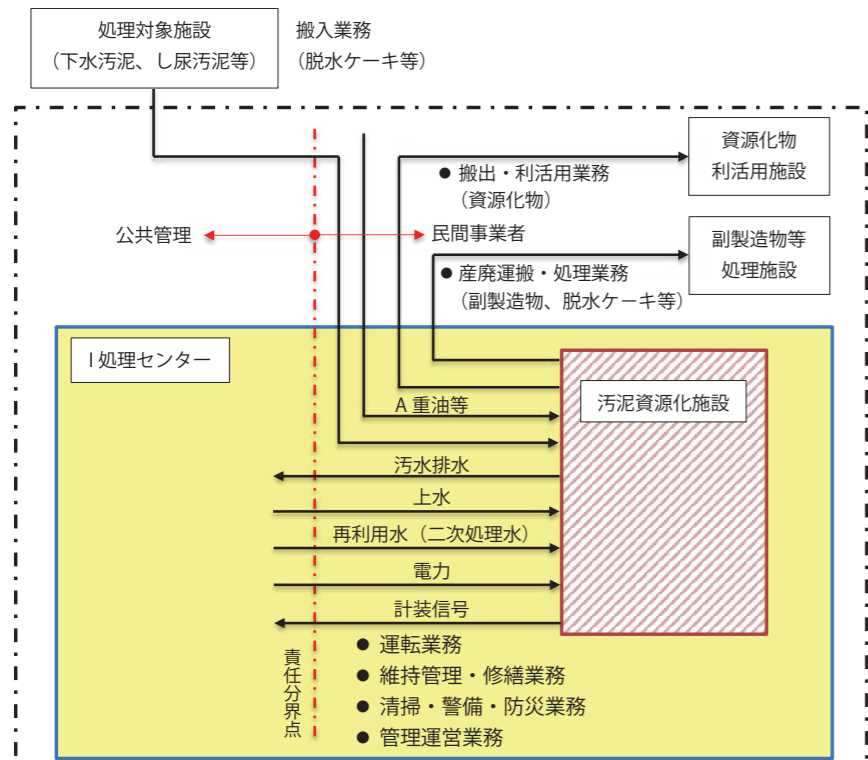 処理対象施設
（下水汚泥、し尿汚泥等）
搬入業務
（脱水ケーキ等）
資源化物
利活用施設
● 搬出・利活用業務
（資源化物）
公共管理
民間事業者
副製造物等
処理施設
● 産廃運搬・処理業務
（副製造物、脱水ケーキ等）
I 処理センター
汚泥資源化施設
A 重油等
汚水排水
上水
再利用水（二次処理水）
電力
計装信号
責任分界点
● 運転業務
● 維持管理・修繕業務
● 清掃・警備・防災業務
● 管理運営業務